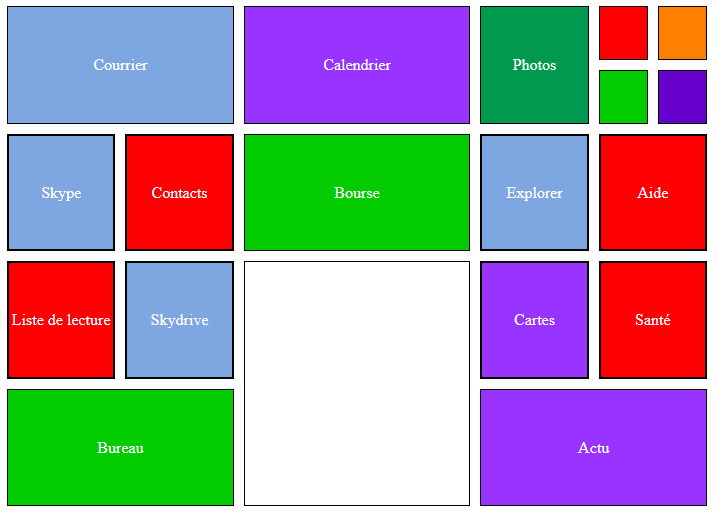 Courrier
Calendrier
Photos
Skype
Contacts
Bourse
Explorer
Aide
Liste de lecture
Skydrive
Cartes
Santé
Bureau
Actu